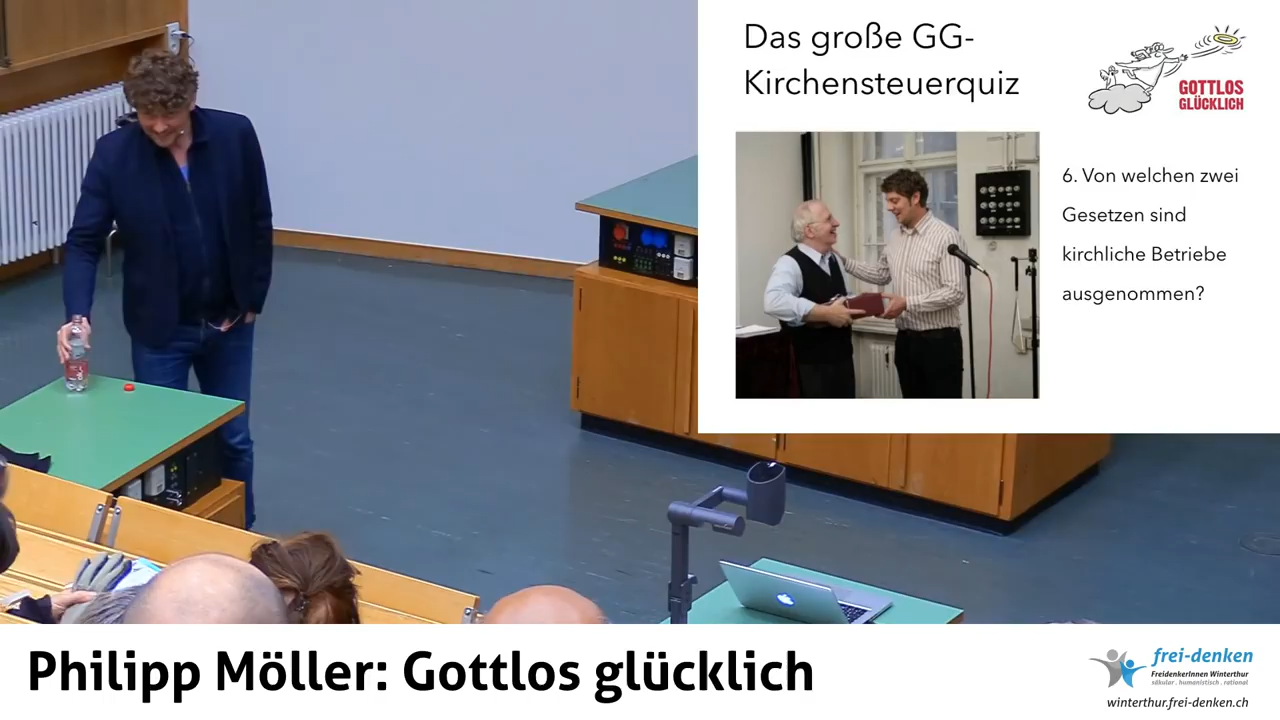 Das große GG-
Kirchensteuerquiz
GOTTLOS
GLÜCKLICH
6. Von welchen zwei
Gesetzen sind
kirchliche Betriebe
ausgenommen?
Philipp Möller: Gottlos glücklich
frei-denken
FreidenkerInnen Winterthur
säkular . humanistisch . rational
winterthur.frei-denken.ch